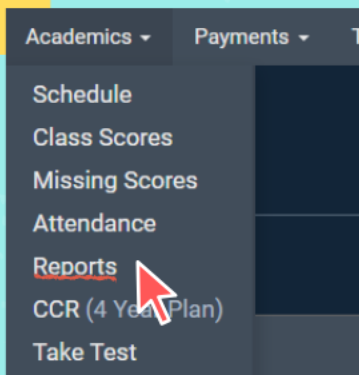 Academics Payments T
Schedule
Class Scores
Missing Scores
Attendance
Reports
CCR (4 Year Plan)
Take Test